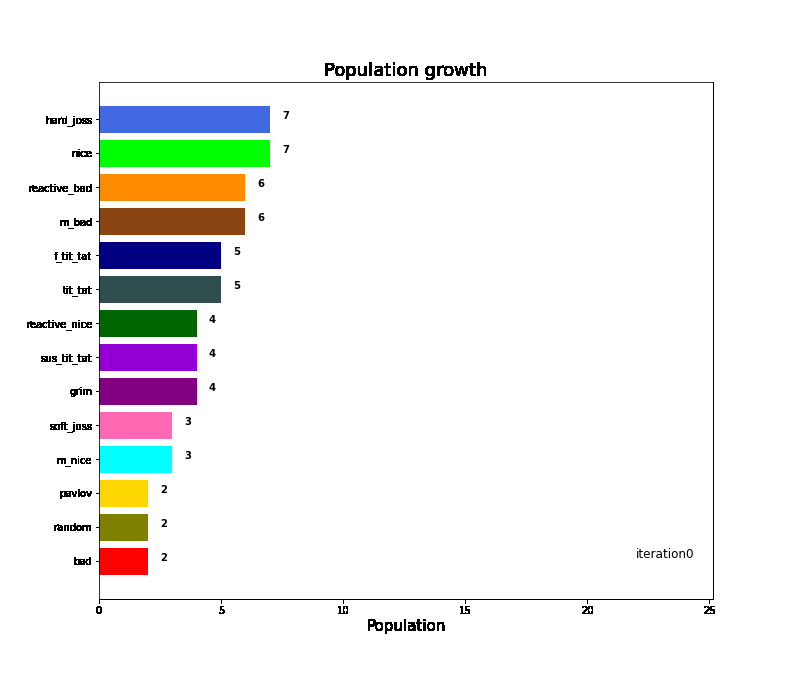 Population growth
hard_joss 7
nice 7
reactive_bad 6
m_bad 6
f_tit_tat 5
tit_tat 5
reactive_nice 4
sus_tit_tat 4
grim 4
soft_joss 3
m_nice 3
pavlov 2
random 2
bad 2
iteration0
0 5 10 15 20 25
Population